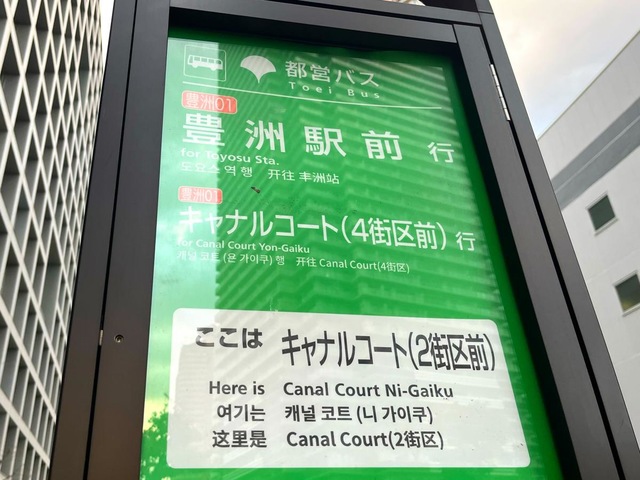 都営バス
Toei Bus
豊洲01
豊洲駅前 行
for Toyosu Sta.
도요스 역 행 开往 丰洲站
豊洲01
キャナルコート(4街区前) 行
for Canal Court Yon-Gaiku
캐널 코트 (욘 가이쿠) 행 开往 Canal Court(4街区)
ここは キャナルコート(2街区前)
Here is Canal Court Ni-Gaiku
여기는 캐널 코트 (니 가이쿠)
这里是 Canal Court(2街区)